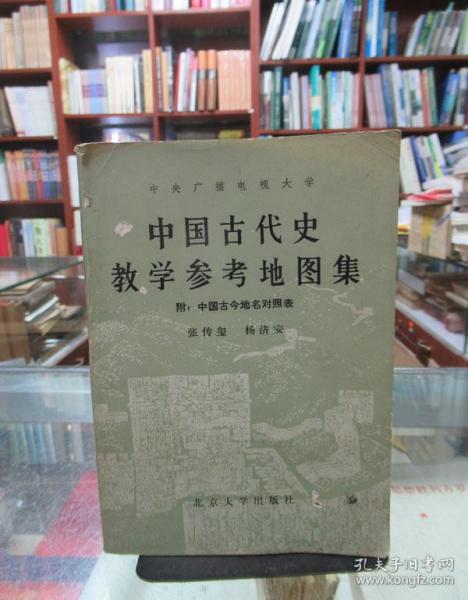 中央广播电视大学
中国古代史
教学参考地图集
附：中国古今地名对照表
张传玺 杨济安
北京大学出版社
孔夫子旧书网
www.kongfz.com